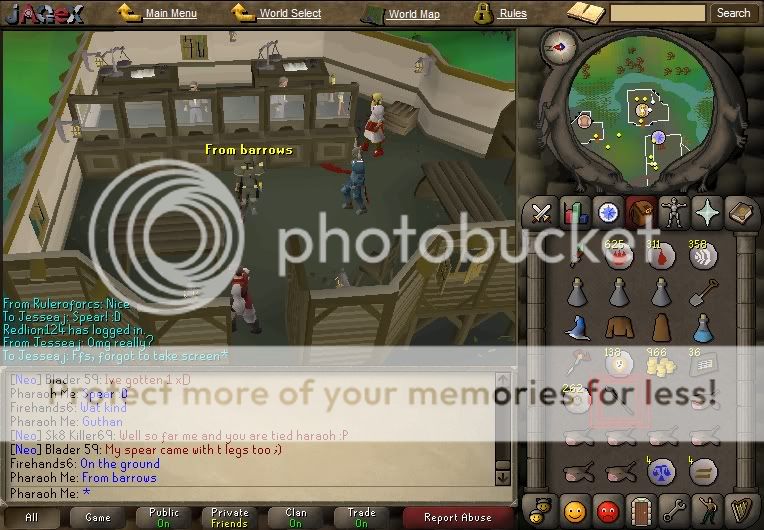 JAGEX
Main Menu
World Select
World Map
Rules
Search
From barrows
625
311
358
From Ruleroforcs: Nice
To Jesseaj: Spear! :D
Redlion124 has logged in.
From Jesseaj: Omg really?
To Jesseaj: Ffs, forgot to take screen*
138
966
36
262
4
4
[Neo] Blader 59: Ive gotten 1 xD
Pharaoh Me: Spear :D
Firehands6: Wat kind
Pharaoh Me: Guthan
[Neo] Sk8 Killer69: Well so far me and you are tied haraoh :P
[Neo] Blader 59: My spear came with t legs too ;)
Firehands6: On the ground
Pharaoh Me: From barrows
Pharaoh Me: *
All
Game
Public
On
Private
Friends
Clan
On
Trade
On
Report Abuse
photobucket
Protect more of your memories for less!